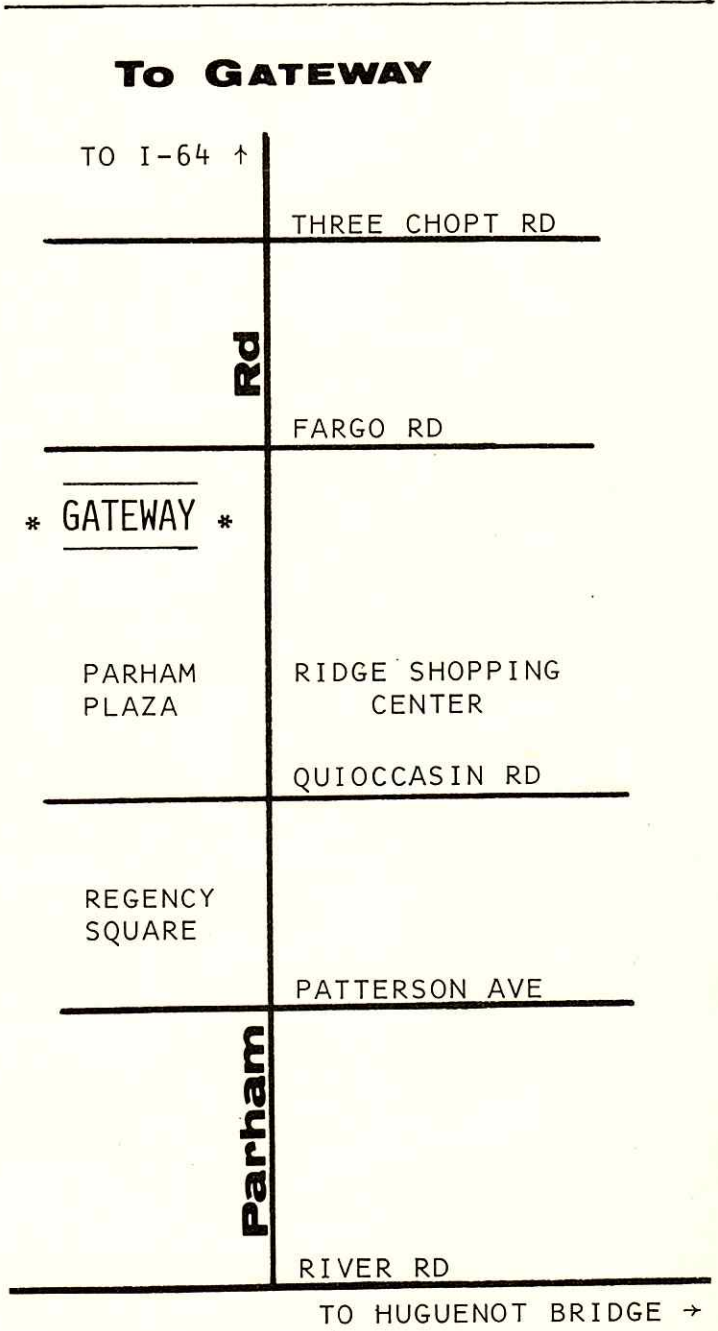 To GATEWAY
TO I-64 ↑
THREE CHOPT RD
Rd
FARGO RD
* GATEWAY *
PARHAM
PLAZA
RIDGE SHOPPING
CENTER
QUIOCCASIN RD
REGENCY
SQUARE
PATTERSON AVE
Parham
RIVER RD
TO HUGUENOT BRIDGE →